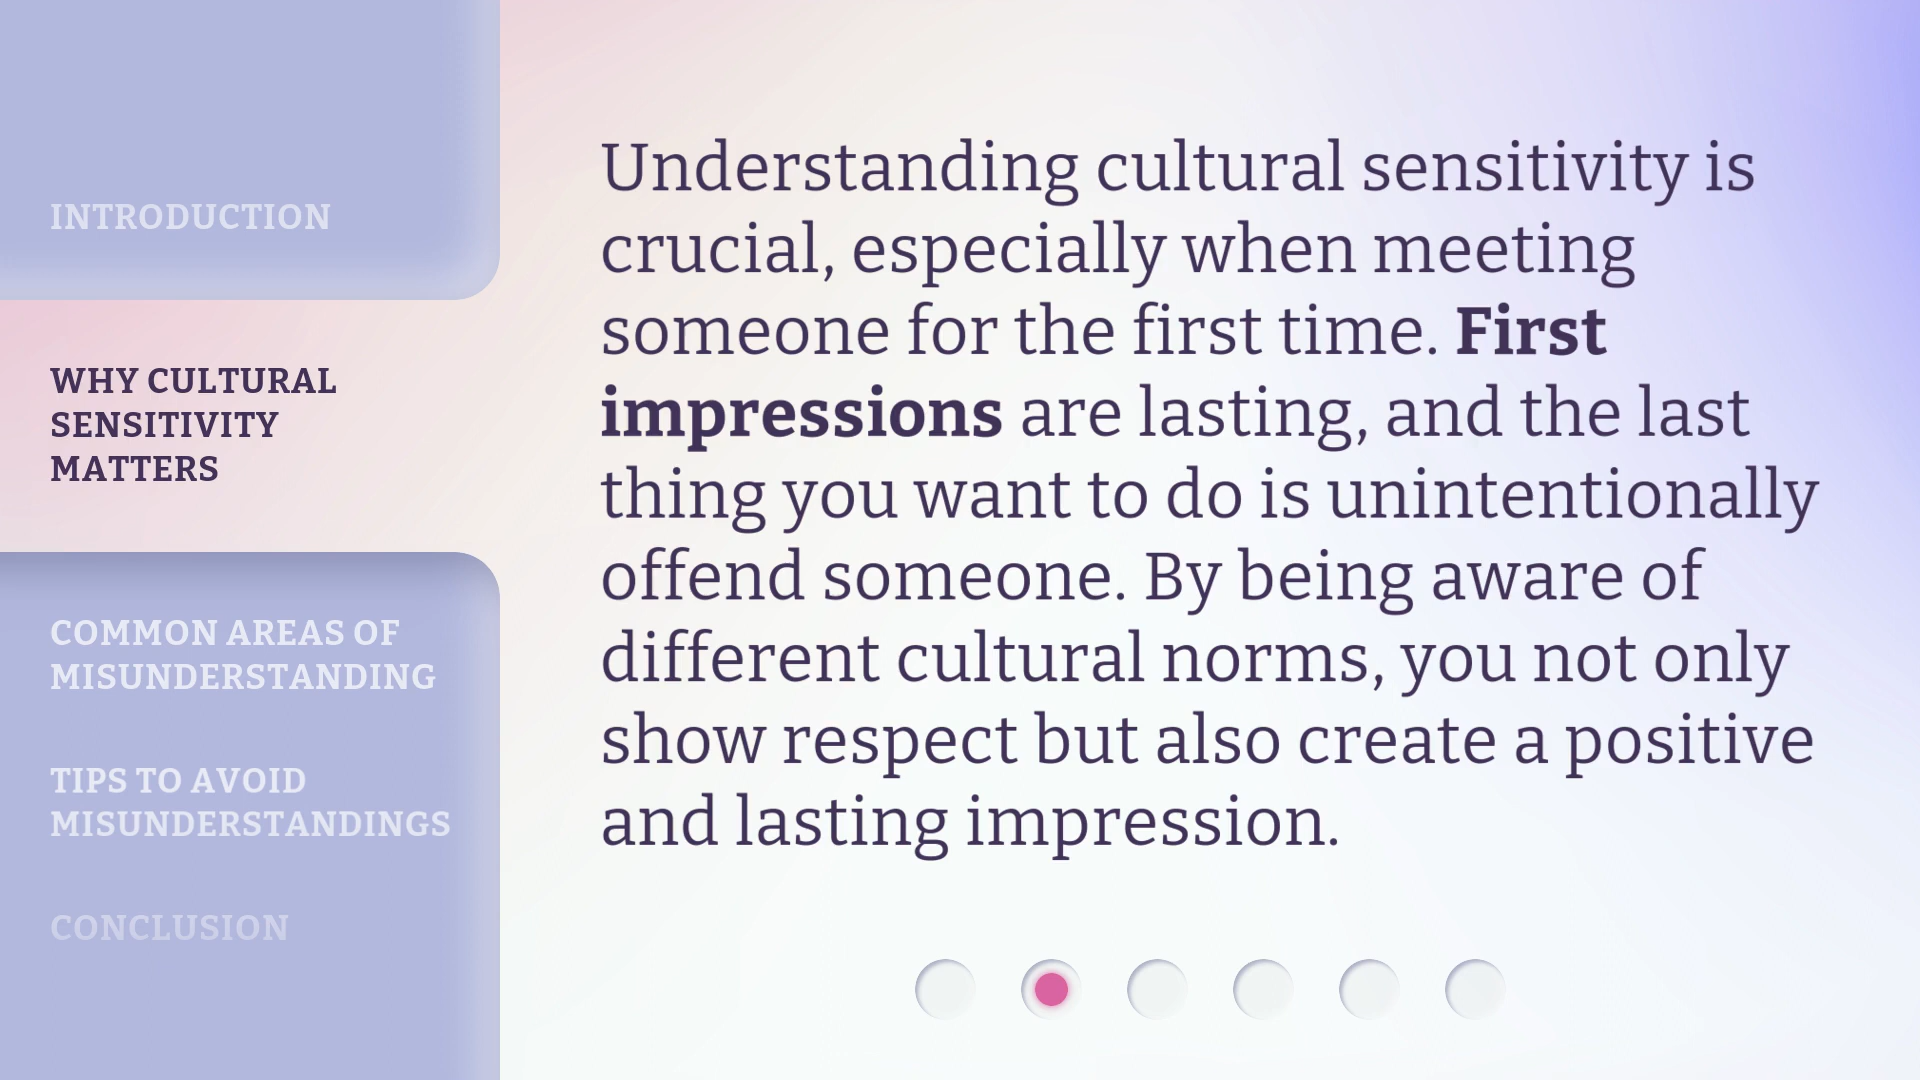 INTRODUCTION
WHY CULTURAL
SENSITIVITY
MATTERS
COMMON AREAS OF
MISUNDERSTANDING
TIPS TO AVOID
MISUNDERSTANDINGS
CONCLUSION
Understanding cultural sensitivity is
crucial, especially when meeting
someone for the first time. First
impressions are lasting, and the last
thing you want to do is unintentionally
offend someone. By being aware of
different cultural norms, you not only
show respect but also create a positive
and lasting impression.